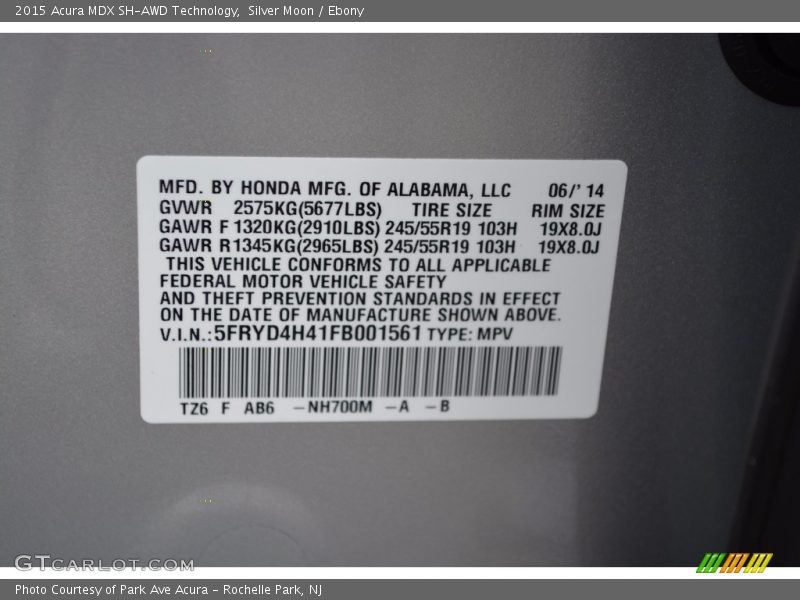 2015 Acura MDX SH-AWD Technology,  Silver Moon / Ebony
MFD. BY HONDA MFG. OF ALABAMA, LLC 06/' 14
GVWR 2575KG(5677LBS) TIRE SIZE RIM SIZE
GAWR F 1320KG(2910LBS) 245/55R19 103H 19X8.0J
GAWR R1345KG(2965LBS) 245/55R19 103H 19X8.0J
THIS VEHICLE CONFORMS TO ALL APPLICABLE
FEDERAL MOTOR VEHICLE SAFETY
AND THEFT PREVENTION STANDARDS IN EFFECT
ON THE DATE OF MANUFACTURE SHOWN ABOVE.
V.I.N.:5FRYD4H41FB001561 TYPE: MPV
TZ6 F AB6 -NH700M -A -B
GTCARLOT.COM
Photo Courtesy of Park Ave Acura - Rochelle Park, NJ